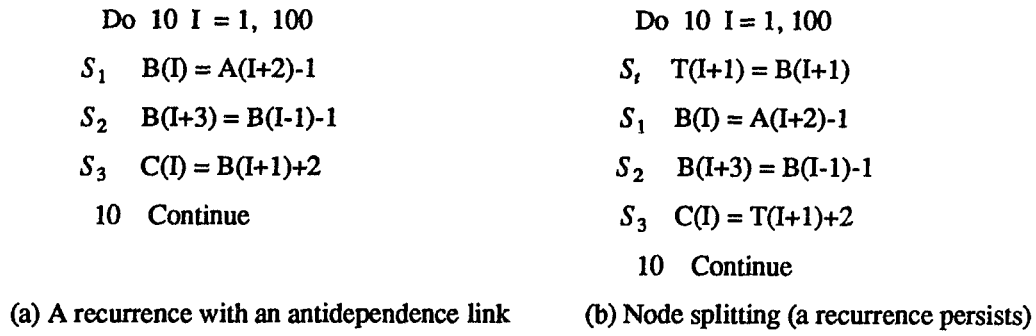 Do 10 I = 1, 100
S1 B(I) = A(I+2)-1
S2 B(I+3) = B(I-1)-1
S3 C(I) = B(I+1)+2
10 Continue
(a) A recurrence with an antidependence link
Do 10 I = 1, 100
St T(I+1) = B(I+1)
S1 B(I) = A(I+2)-1
S2 B(I+3) = B(I-1)-1
S3 C(I) = T(I+1)+2
10 Continue
(b) Node splitting (a recurrence persists)